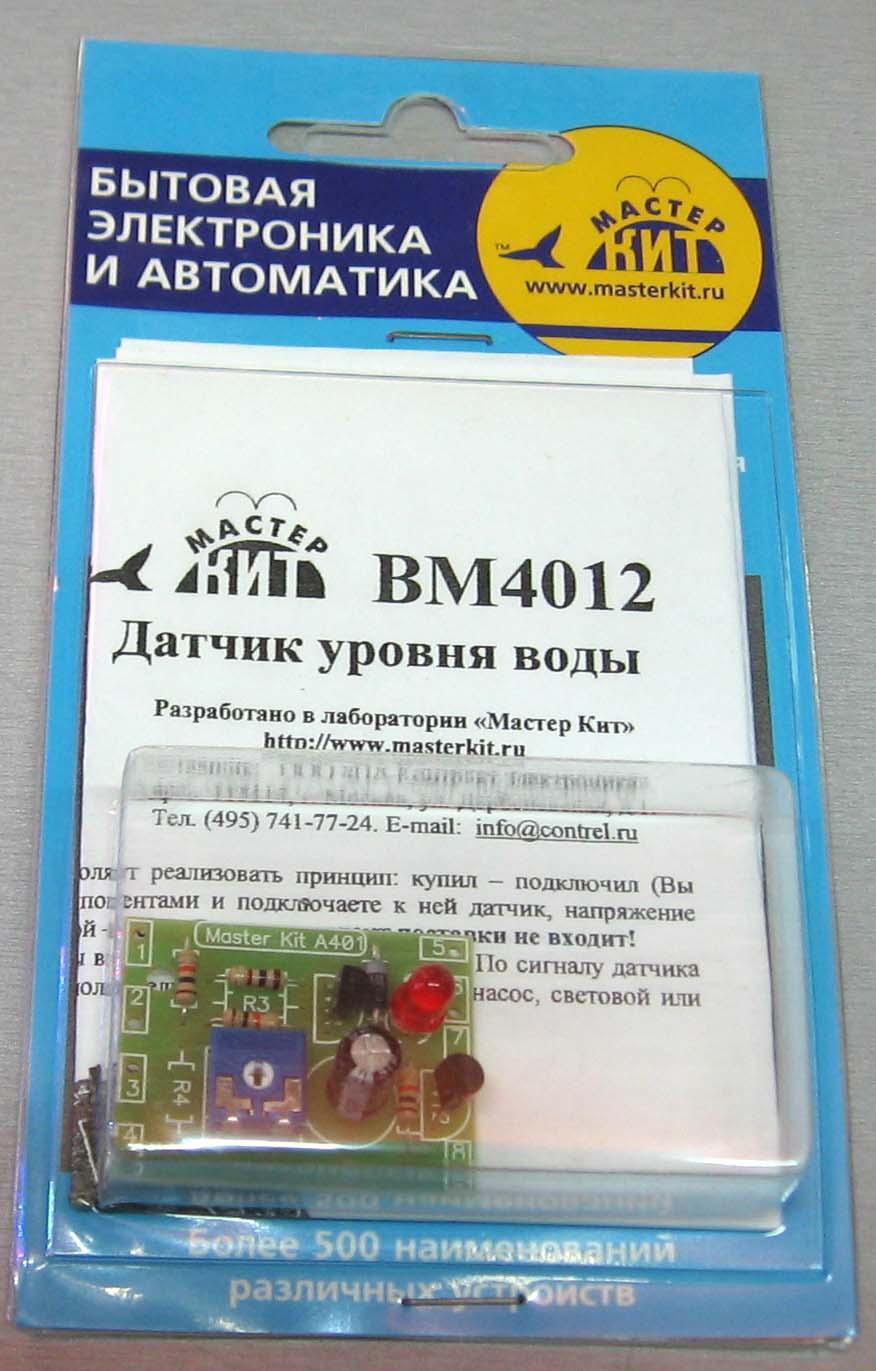 БЫТОВАЯ
ЭЛЕКТРОНИКА
И АВТОМАТИКА
МАСТЕР
КИТ
™
www.masterkit.ru
я
МАСТЕР
КИТ
ВМ4012
Датчик уровня воды
Разработано в лаборатории «Мастер Кит»
http://www.masterkit.ru
Тел. (495) 741-77-24. E-mail: info@contrel.ru
реализовать принцип: купил – подключил (Вы
и подключаете к ней датчик, напряжение
поставки не входит!
По сигналу датчика
насос, световой или
Master Kit A401
1
2
3
4
5
6
7
8
R3
R4
Более 500 наименований
различных устройств